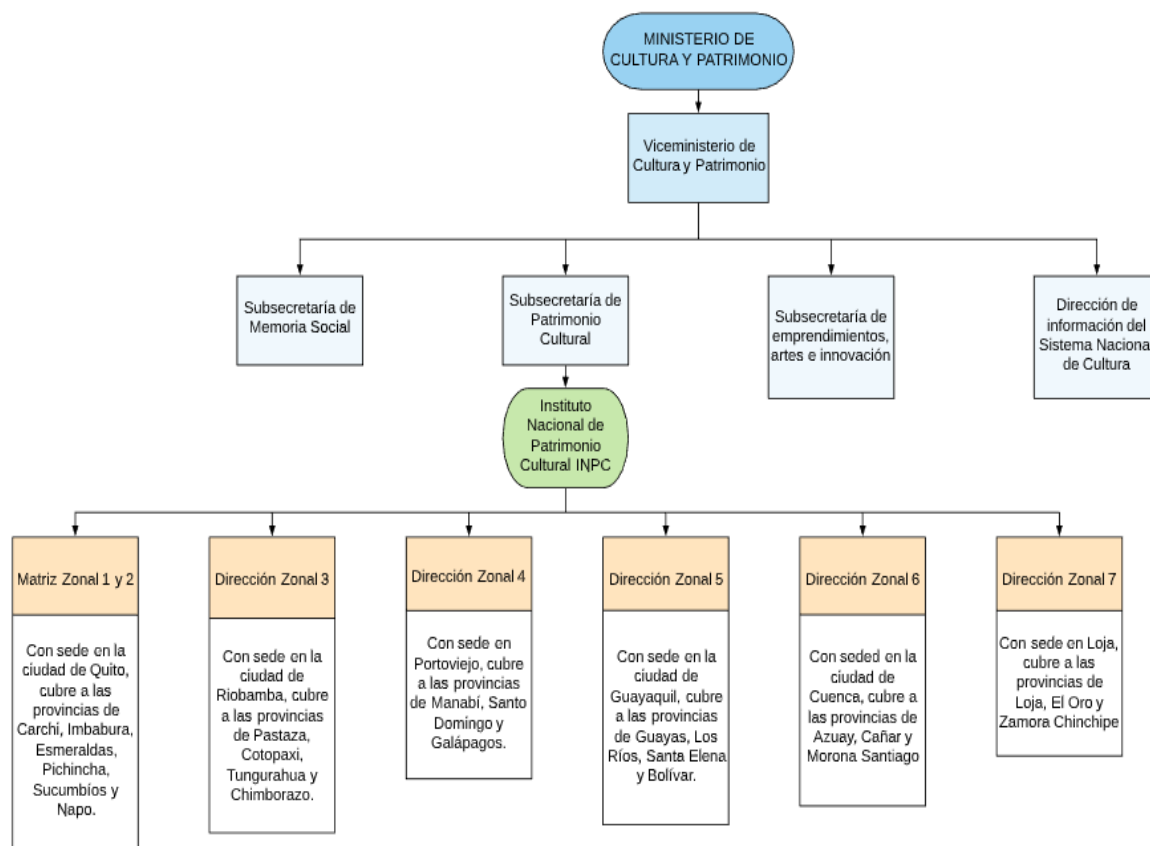 MINISTERIO DE
CULTURA Y PATRIMONIO
Viceministerio de
Cultura y Patrimonio
Subsecretaría de
Memoria Social
Subsecretaría de
Patrimonio
Cultural
Subsecretaría de
emprendimientos,
artes e innovación
Dirección de
información del
Sistema Naciona
de Cultura
Instituto
Nacional de
Patrimonio
Cultural INPC
Matriz Zonal 1 y 2
Con sede en la
ciudad de Quito,
cubre a las
provincias de
Carchi, Imbabura,
Esmeraldas,
Pichincha,
Sucumbíos y
Napo.
Dirección Zonal 3
Con sede en la
ciudad de
Riobamba, cubre
a las provincias
de Pastaza,
Cotopaxi,
Tungurahua y
Chimborazo.
Dirección Zonal 4
Con sede en
Portoviejo, cubre
a las provincias
de Manabí, Santo
Domingo y
Galápagos.
Dirección Zonal 5
Con sede en la
ciudad de
Guayaquil, cubre
a las provincias
de Guayas, Los
Ríos, Santa Elena
y Bolívar.
Dirección Zonal 6
Con seded en la
ciudad de
Cuenca, cubre a
las provincias de
Azuay, Cañar y
Morona Santiago
Dirección Zonal 7
Con sede en Loja,
cubre a las
provincias de
Loja, El Oro y
Zamora Chinchipe